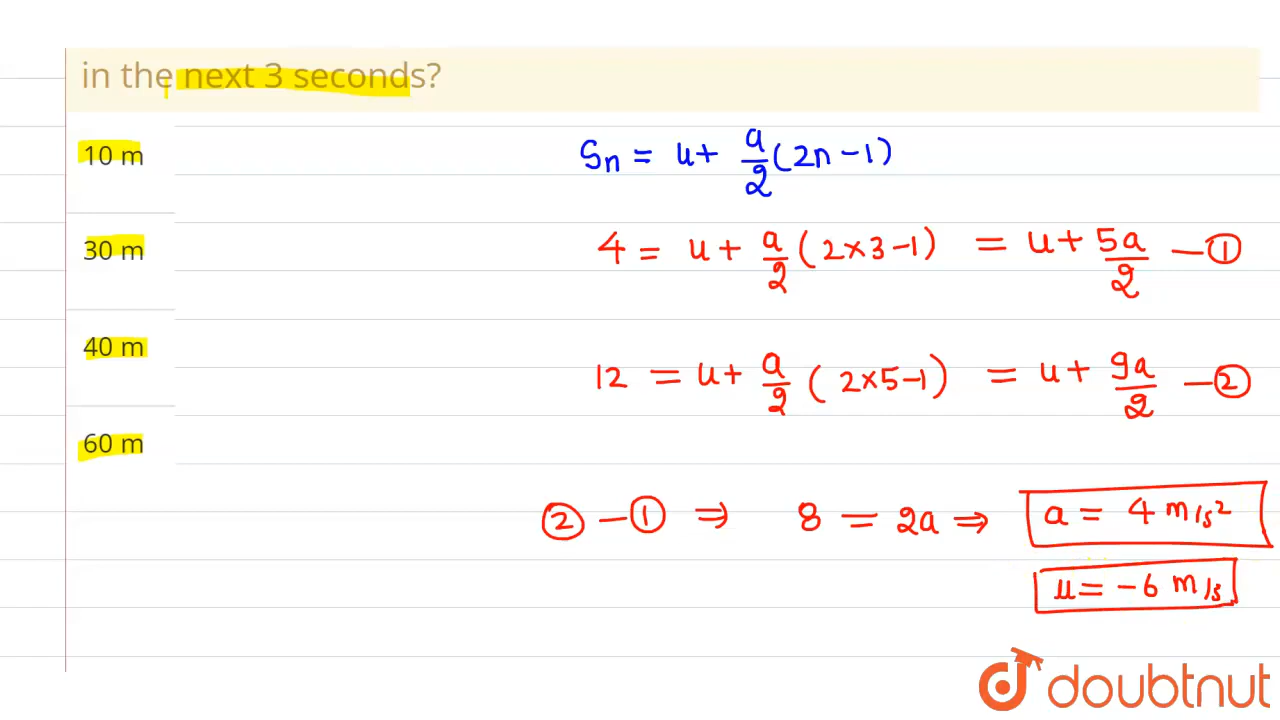 in the next 3 seconds?
10 m
Sn = u + a/2 (2n - 1)
30 m
4 = u + a/2 (2×3-1) = u + 5a/2 - ①
40 m
12 = u + a/2 (2×5-1) = u + 9a/2 - ②
60 m
② - ① ⇒ 8 = 2a ⇒ a = 4 m/s²
u = -6 m/s
doubtnut